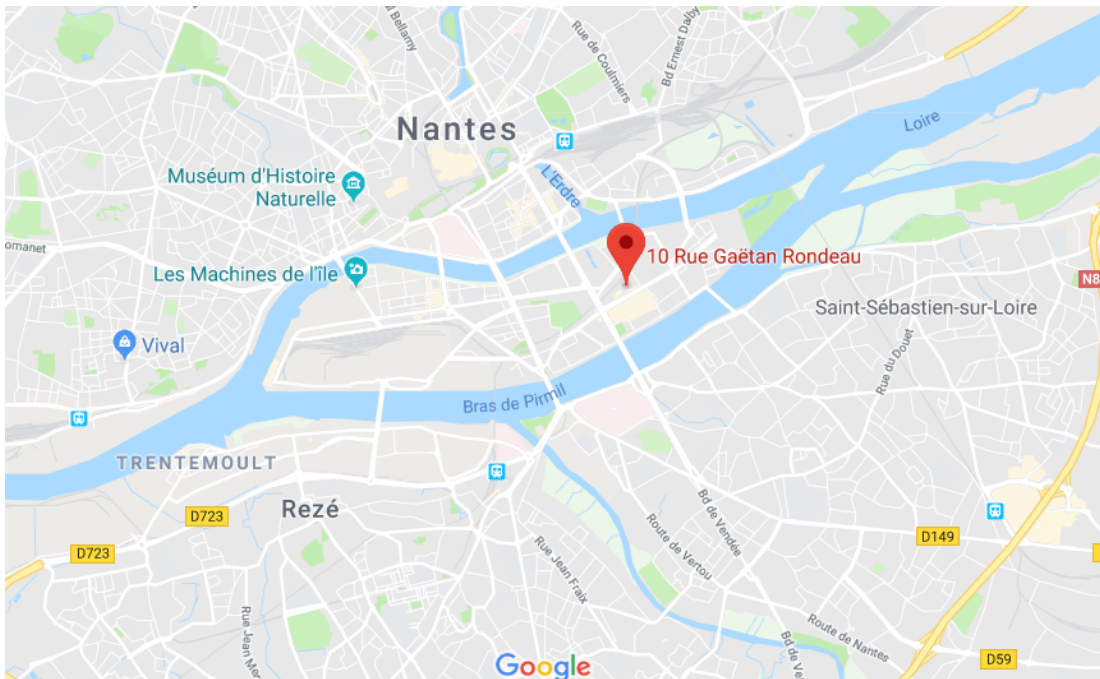 Bellamy
Rue de Coulmiers
Bd Ernest Dalby
Loire
Nantes
Muséum d'Histoire
Naturelle
L'Erdre
omanet
10 Rue Gaëtan Rondeau
Les Machines de l'île
N8
Saint-Sébastien-sur-Loire
Vival
Rue du Douet
Bras de Pirmil
TRENTEMOULT
Rezé
D723
D723
Bd de Vendée
Route de Vertou
D149
Rue Jean Fraix
Rue Jean Mer
Route de Nantes
Bd de Ve
D59
Google